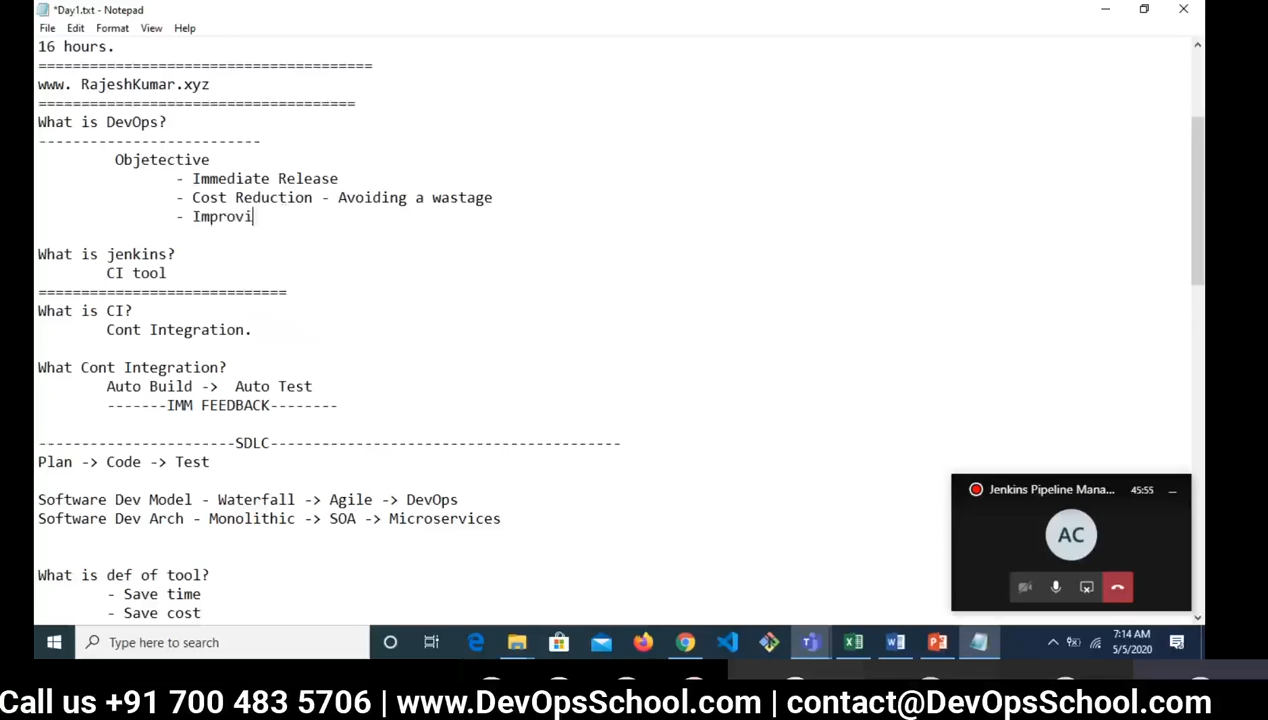 *Day1.txt - Notepad
File Edit Format View Help
16 hours.
=======================================
www. RajeshKumar.xyz
=====================================
What is DevOps?
--------------------------
Objetective
- Immediate Release
- Cost Reduction - Avoiding a wastage
- Improvi
What is jenkins?
CI tool
=============================
What is CI?
Cont Integration.
What Cont Integration?
Auto Build -> Auto Test
-------IMM FEEDBACK--------
-----------------------SDLC-----------------------------------------
Plan -> Code -> Test
Software Dev Model - Waterfall -> Agile -> DevOps
Software Dev Arch - Monolithic -> SOA -> Microservices
What is def of tool?
- Save time
- Save cost
Jenkins Pipeline Mana... 45:55
AC
Type here to search
7:14 AM
5/5/2020
Call us +91 700 483 5706 | www.DevOpsSchool.com | contact@DevOpsSchool.com